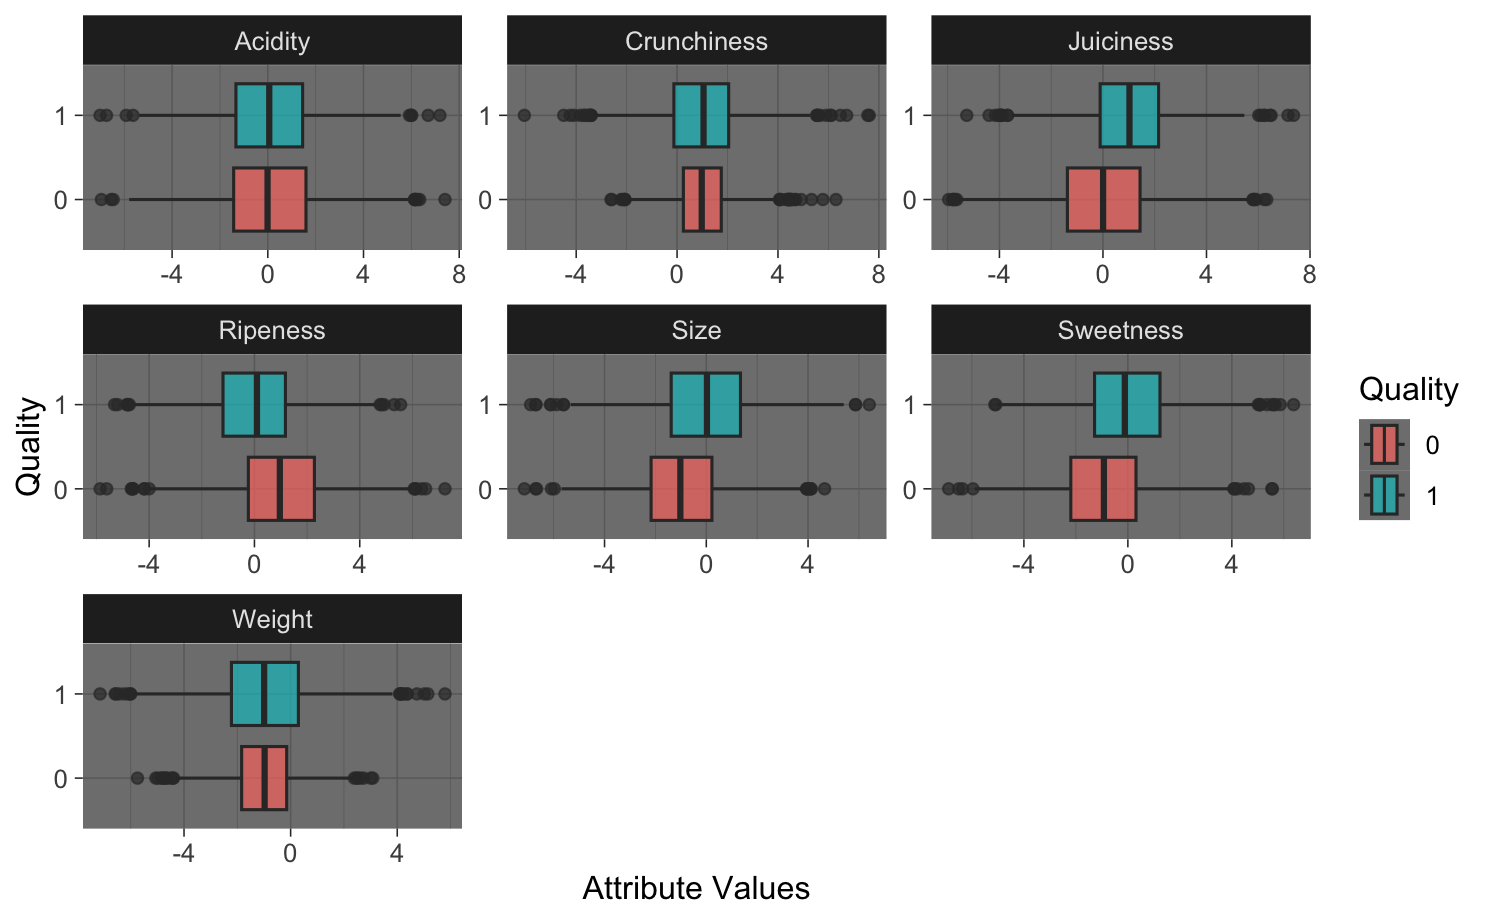 Acidity Crunchiness Juiciness
1 1 1
0 0 0
-4 0 4 8 -4 0 4 8 -4 0 4 8
Ripeness Size Sweetness
Quality
1 1 1
0 0 0
-4 0 4 -4 0 4 -4 0 4
Quality
0
1
Weight
1
0
-4 0 4
Attribute Values